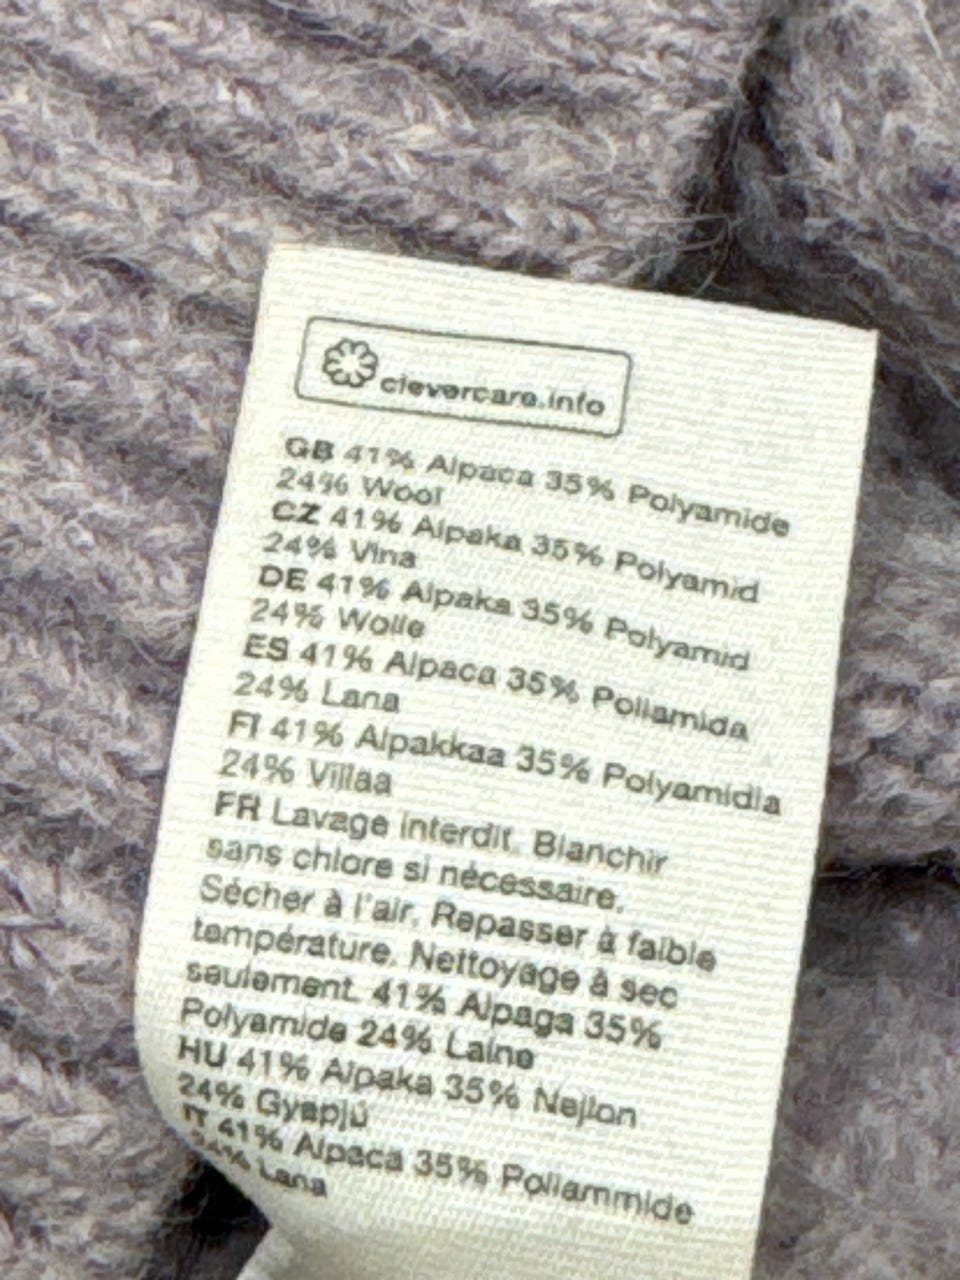 clevercare.info
GB 41% Alpaca 35% Polyamide
24% Wool
CZ 41% Alpaka 35% Polyamid
24% Vlna
DE 41% Alpaka 35% Polyamid
24% Wolle
ES 41% Alpaca 35% Poliamida
24% Lana
FI 41% Alpakkaa 35% Polyamidia
24% Villaa
FR Lavage interdit. Blanchir
sans chlore si nécessaire.
Sécher à l'air. Repasser à faible
température. Nettoyage à sec
seulement. 41% Alpaga 35%
Polyamide 24% Laine
HU 41% Alpaka 35% Nejlon
24% Gyapjú
IT 41% Alpaca 35% Poliammide
24% Lana